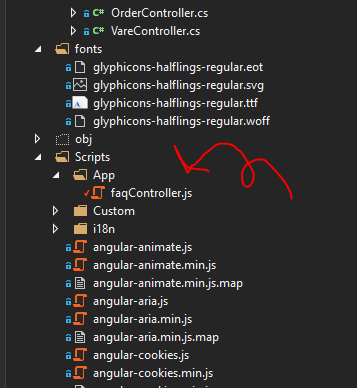 OrderController.cs
VareController.cs
fonts
glyphicons-halflings-regular.eot
glyphicons-halflings-regular.svg
glyphicons-halflings-regular.ttf
glyphicons-halflings-regular.woff
obj
Scripts
App
faqController.js
Custom
i18n
angular-animate.js
angular-animate.min.js
angular-animate.min.js.map
angular-aria.js
angular-aria.min.js
angular-aria.min.js.map
angular-cookies.js
angular-cookies.min.js